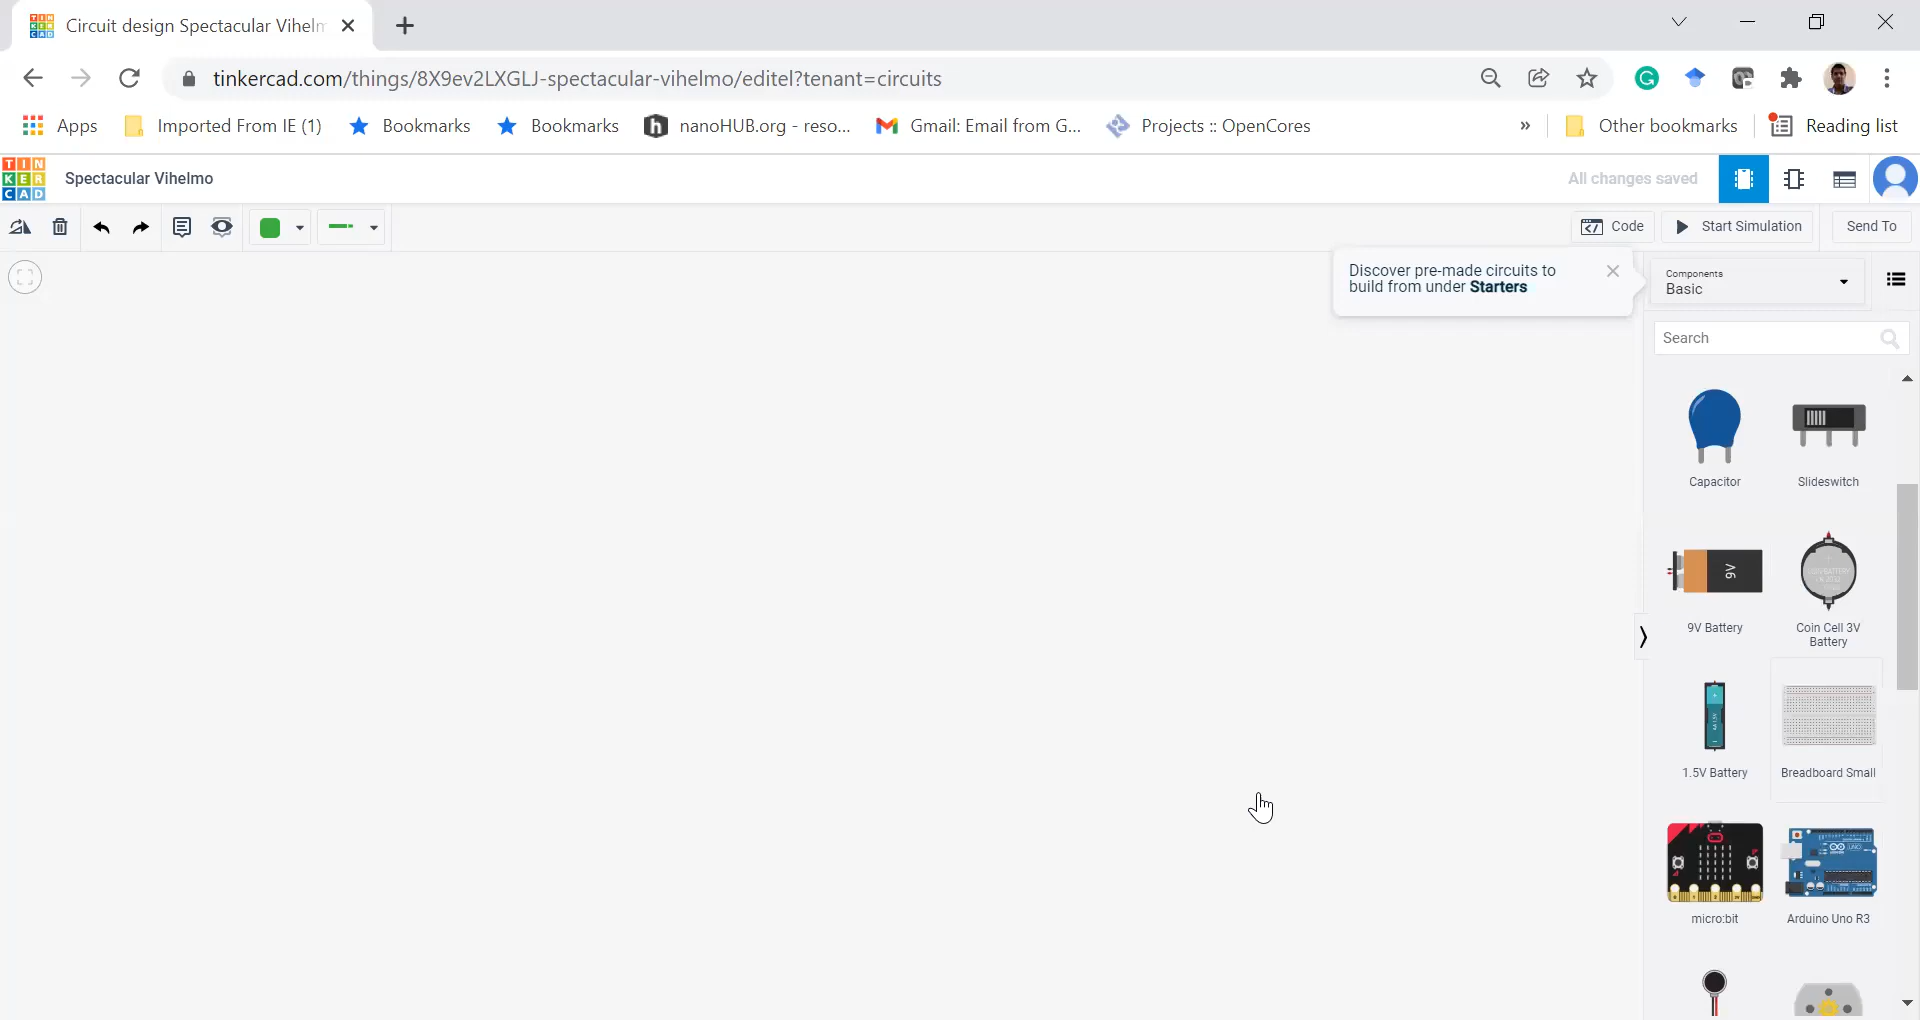 Circuit design Spectacular Vihelm
tinkercad.com/things/8X9ev2LXGLJ-spectacular-vihelmo/editel?tenant=circuits
Apps
Imported From IE (1)
Bookmarks
Bookmarks
nanoHUB.org - reso...
Gmail: Email from G...
Projects :: OpenCores
»
Other bookmarks
Reading list
TIN
KER
CAD
Spectacular Vihelmo
All changes saved
Code
Start Simulation
Send To
Discover pre-made circuits to
build from under Starters
Components
Basic
Search
Capacitor
Slideswitch
9V
9V Battery
Coin Cell 3V
Battery
1.5V Battery
Breadboard Small
micro:bit
Arduino Uno R3